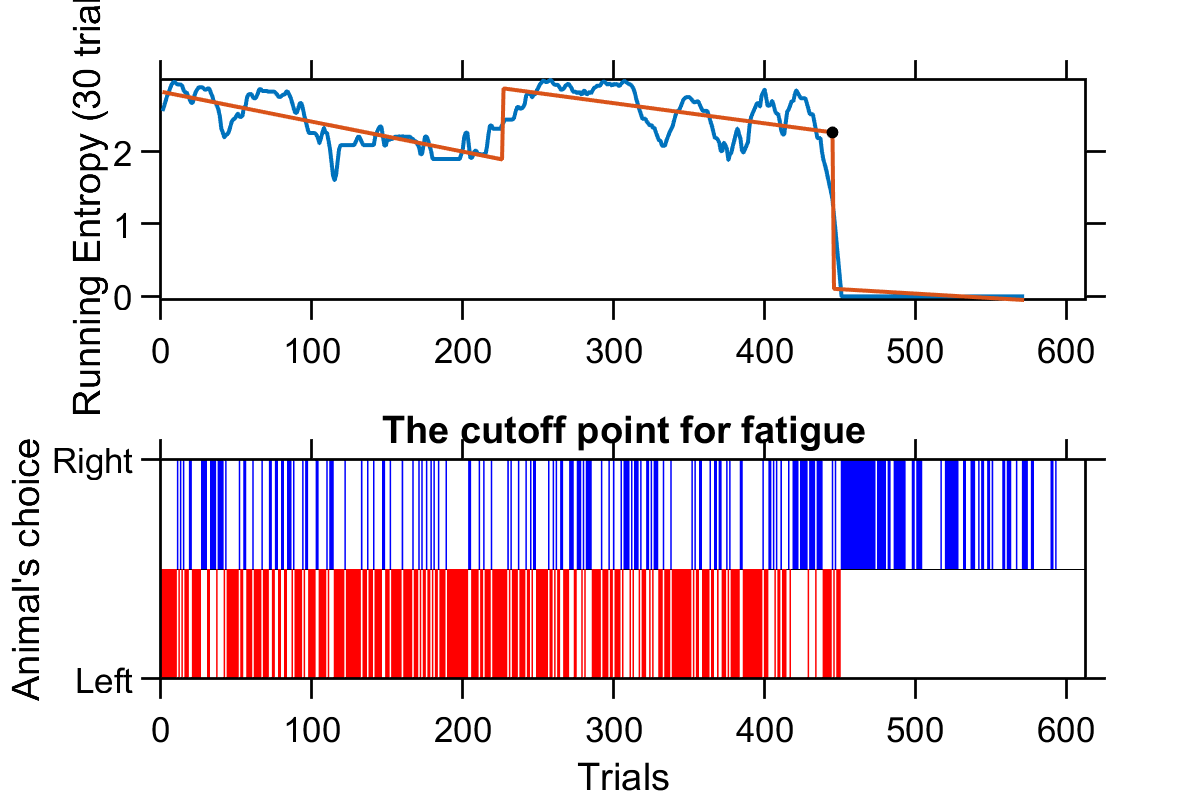 Running Entropy (30 trial
2
1
0
0 100 200 300 400 500 600
The cutoff point for fatigue
Animal's choice
Right
Left
0 100 200 300 400 500 600
Trials